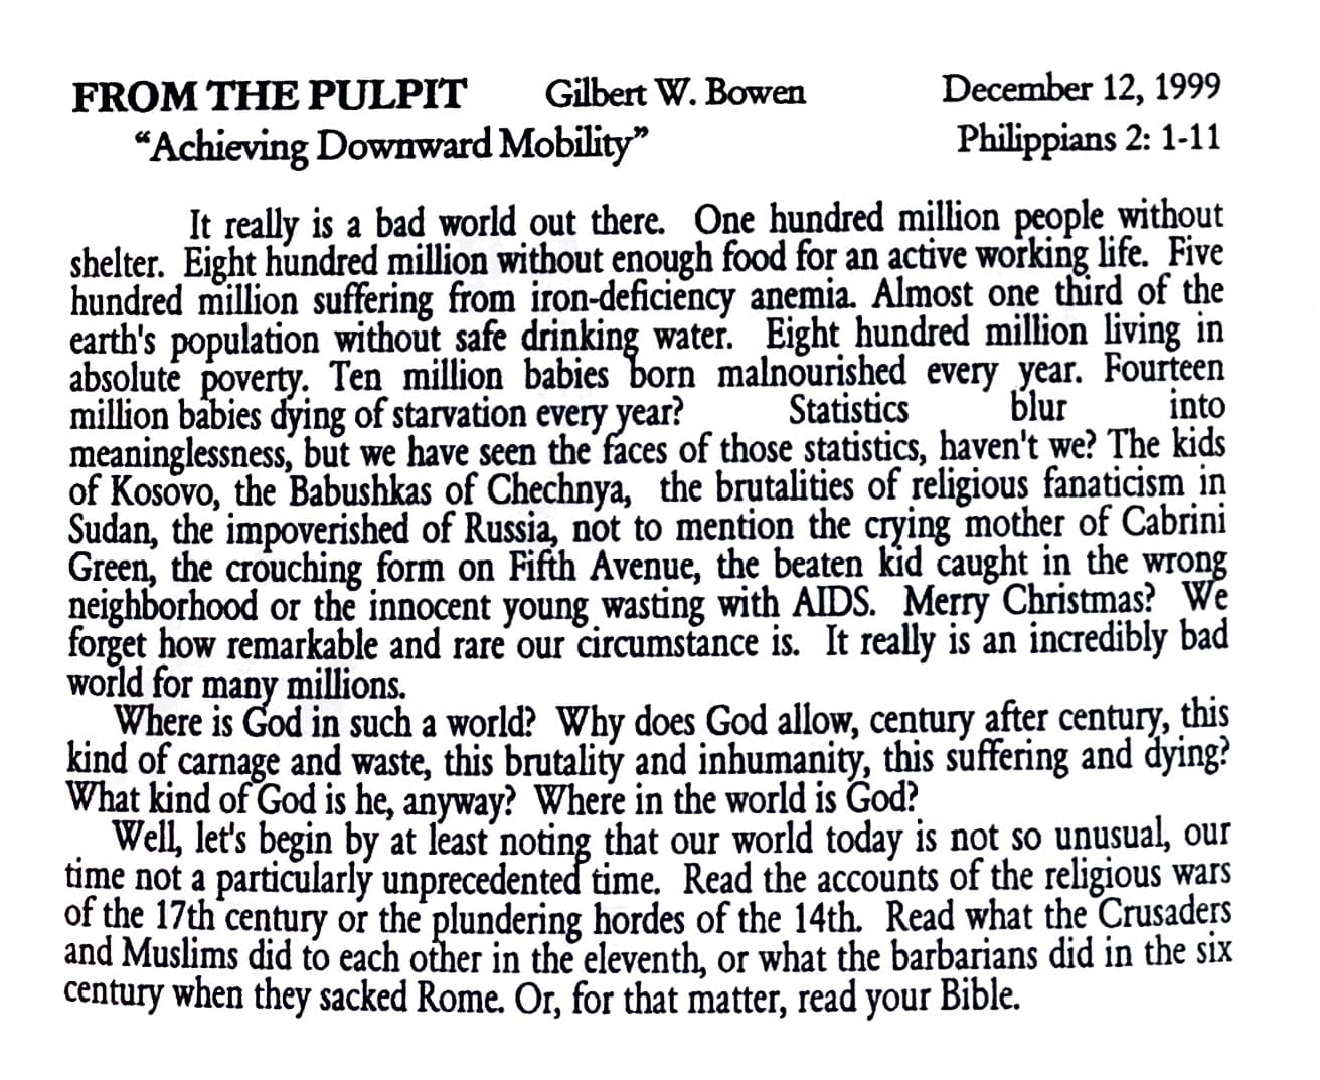 FROM THE PULPIT Gilbert W. Bowen December 12, 1999
"Achieving Downward Mobility" Philippians 2: 1-11
It really is a bad world out there. One hundred million people without
shelter. Eight hundred million without enough food for an active working life. Five
hundred million suffering from iron-deficiency anemia. Almost one third of the
earth's population without safe drinking water. Eight hundred million living in
absolute poverty. Ten million babies born malnourished every year. Fourteen
million babies dying of starvation every year? Statistics blur into
meaninglessness, but we have seen the faces of those statistics, haven't we? The kids
of Kosovo, the Babushkas of Chechnya, the brutalities of religious fanaticism in
Sudan, the impoverished of Russia, not to mention the crying mother of Cabrini
Green, the crouching form on Fifth Avenue, the beaten kid caught in the wrong
neighborhood or the innocent young wasting with AIDS. Merry Christmas? We
forget how remarkable and rare our circumstance is. It really is an incredibly bad
world for many millions.
Where is God in such a world? Why does God allow, century after century, this
kind of carnage and waste, this brutality and inhumanity, this suffering and dying?
What kind of God is he, anyway? Where in the world is God?
Well, let's begin by at least noting that our world today is not so unusual, our
time not a particularly unprecedented time. Read the accounts of the religious wars
of the 17th century or the plundering hordes of the 14th. Read what the Crusaders
and Muslims did to each other in the eleventh, or what the barbarians did in the six
century when they sacked Rome. Or, for that matter, read your Bible.